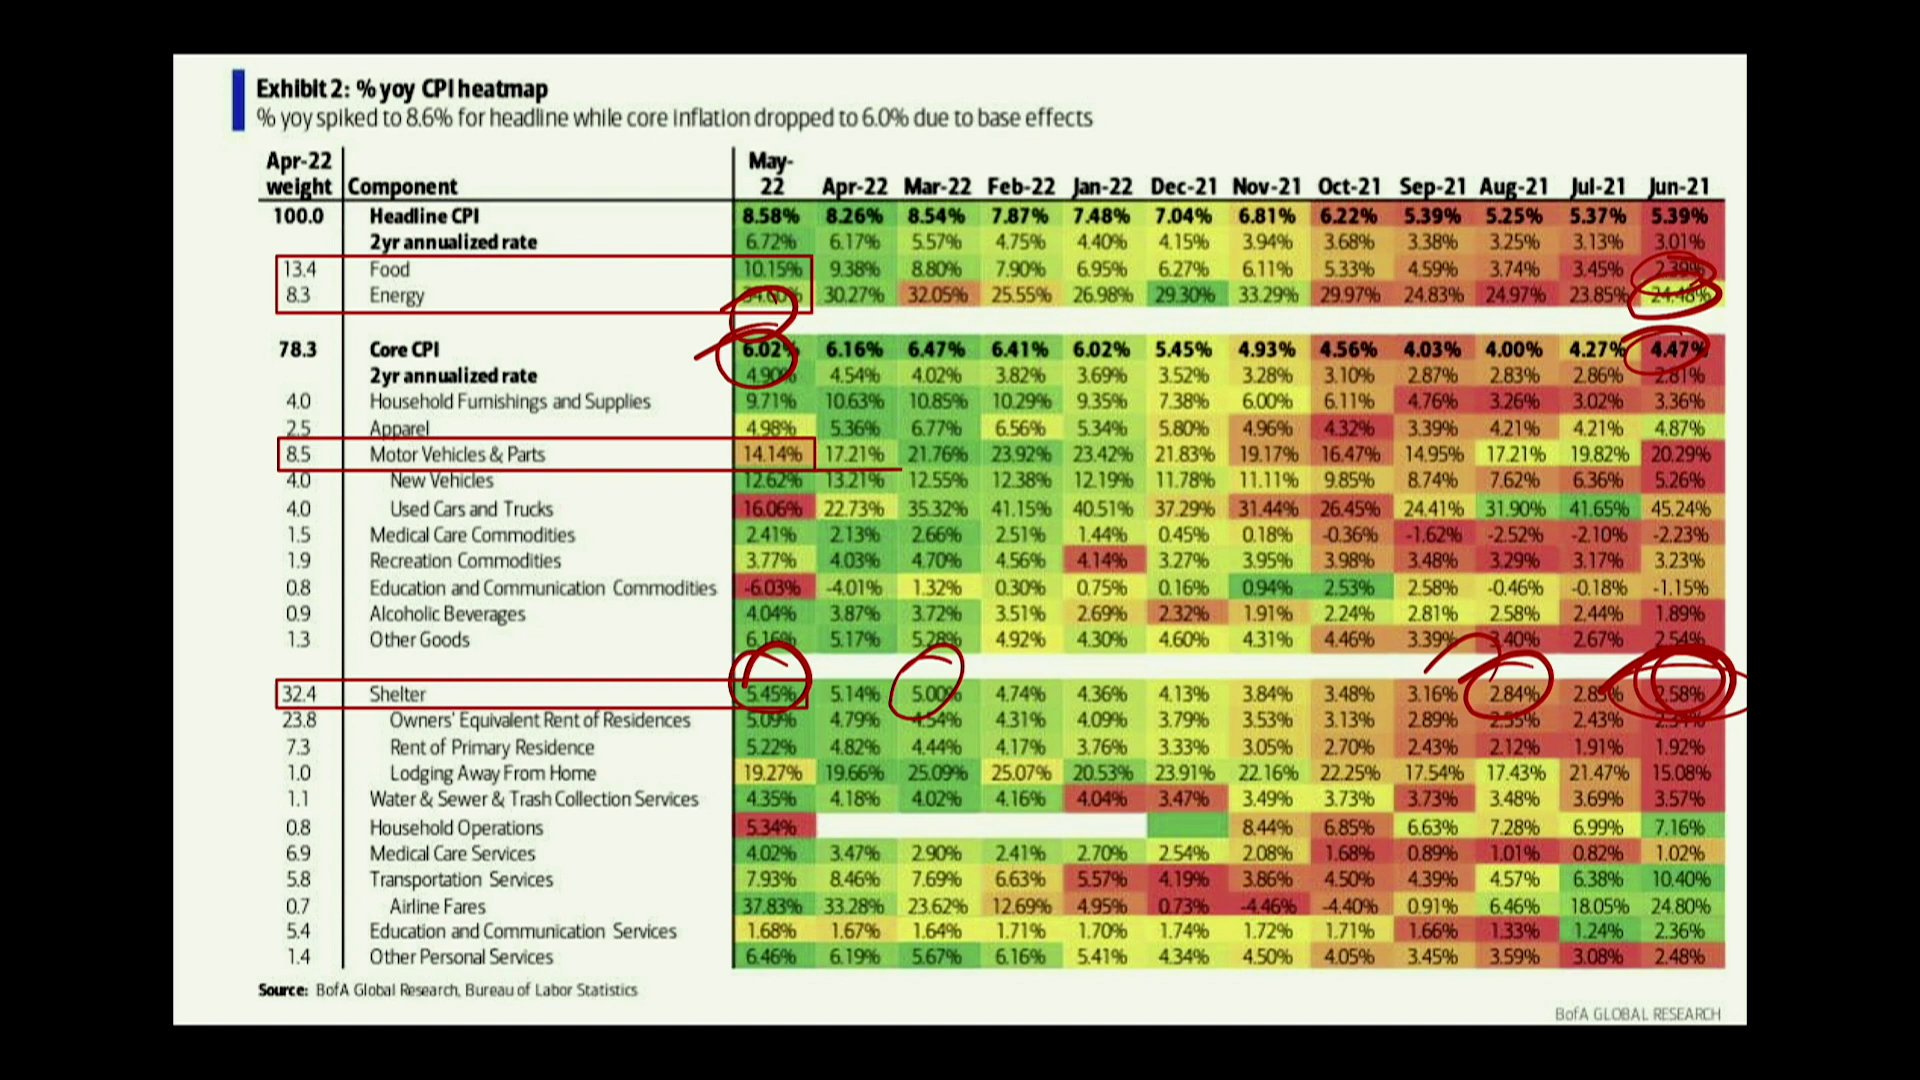 Exhibit 2: % yoy CPI heatmap
% yoy spiked to 8.6% for headline while core inflation dropped to 6.0% due to base effects
Apr-22 May-
weight Component 22 Apr-22 Mar-22 Feb-22 Jan-22 Dec-21 Nov-21 Oct-21 Sep-21 Aug-21 Jul-21 Jun-21
100.0 Headline CPI 8.58% 8.26% 8.54% 7.87% 7.48% 7.04% 6.81% 6.22% 5.39% 5.25% 5.37% 5.39%
2yr annualized rate 6.72% 6.17% 5.57% 4.75% 4.40% 4.15% 3.94% 3.68% 3.38% 3.25% 3.13% 3.01%
13.4 Food 10.15% 9.38% 8.80% 7.90% 6.95% 6.27% 6.11% 5.33% 4.59% 3.74% 3.45% 2.39%
8.3 Energy 34.60% 30.27% 32.05% 25.55% 26.98% 29.30% 33.29% 29.97% 24.83% 24.97% 23.85% 24.48%
78.3 Core CPI 6.02% 6.16% 6.47% 6.41% 6.02% 5.45% 4.93% 4.56% 4.03% 4.00% 4.27% 4.47%
2yr annualized rate 4.90% 4.54% 4.02% 3.82% 3.69% 3.52% 3.28% 3.10% 2.87% 2.83% 2.86% 2.81%
4.0 Household Furnishings and Supplies 9.71% 10.63% 10.85% 10.29% 9.35% 7.38% 6.00% 6.11% 4.76% 3.26% 3.02% 3.36%
2.5 Apparel 4.98% 5.36% 6.77% 6.56% 5.34% 5.80% 4.96% 4.32% 3.39% 4.21% 4.21% 4.87%
8.5 Motor Vehicles & Parts 14.14% 17.21% 21.76% 23.92% 23.42% 21.83% 19.17% 16.47% 14.95% 17.21% 19.82% 20.29%
4.0 New Vehicles 12.62% 13.21% 12.55% 12.38% 12.19% 11.78% 11.11% 9.85% 8.74% 7.62% 6.36% 5.26%
4.0 Used Cars and Trucks 16.06% 22.73% 35.32% 41.15% 40.51% 37.29% 31.44% 26.45% 24.41% 31.90% 41.65% 45.24%
1.5 Medical Care Commodities 2.41% 2.13% 2.66% 2.51% 1.44% 0.45% 0.18% -0.36% -1.62% -2.52% -2.10% -2.23%
1.9 Recreation Commodities 3.77% 4.03% 4.70% 4.56% 4.14% 3.27% 3.95% 3.98% 3.48% 3.29% 3.17% 3.23%
0.8 Education and Communication Commodities -6.03% -4.01% 1.32% 0.30% 0.75% 0.16% 0.94% 2.53% 2.58% -0.46% -0.18% -1.15%
0.9 Alcoholic Beverages 4.04% 3.87% 3.72% 3.51% 2.69% 2.32% 1.91% 2.24% 2.81% 2.58% 2.44% 1.89%
1.3 Other Goods 6.16% 5.17% 5.28% 4.92% 4.30% 4.60% 4.31% 4.46% 3.39% 3.40% 2.67% 2.54%
32.4 Shelter 5.45% 5.14% 5.00% 4.74% 4.36% 4.13% 3.84% 3.48% 3.16% 2.84% 2.58%
23.8 Owners' Equivalent Rent of Residences 5.09% 4.79% 4.54% 4.31% 4.09% 3.79% 3.53% 3.13% 2.89% 2.43%
7.3 Rent of Primary Residence 5.22% 4.82% 4.44% 4.17% 3.76% 3.33% 3.05% 2.70% 2.43% 2.12% 1.91% 1.92%
1.0 Lodging Away From Home 19.27% 19.66% 25.09% 25.07% 20.53% 23.91% 22.16% 22.25% 17.54% 17.43% 21.47% 15.08%
1.1 Water & Sewer & Trash Collection Services 4.35% 4.18% 4.02% 4.16% 4.04% 3.47% 3.49% 3.73% 3.73% 3.48% 3.69% 3.57%
0.8 Household Operations 5.34% 8.44% 6.85% 6.63% 7.28% 6.99% 7.16%
6.9 Medical Care Services 4.02% 3.47% 2.90% 2.41% 2.70% 2.54% 2.08% 1.68% 0.89% 1.01% 0.82% 1.02%
5.8 Transportation Services 7.93% 8.46% 7.69% 6.63% 5.57% 4.19% 3.86% 4.50% 4.39% 4.57% 6.38% 10.40%
0.7 Airline Fares 37.83% 33.28% 23.62% 12.69% 4.95% 0.73% -4.46% -4.40% 0.91% 6.46% 18.05% 24.80%
5.4 Education and Communication Services 1.68% 1.67% 1.64% 1.71% 1.70% 1.74% 1.72% 1.71% 1.66% 1.33% 1.24% 2.36%
1.4 Other Personal Services 6.46% 6.19% 5.67% 6.16% 5.41% 4.34% 4.50% 4.05% 3.45% 3.59% 3.08% 2.48%
Source: BofA Global Research, Bureau of Labor Statistics
BofA GLOBAL RESEARCH